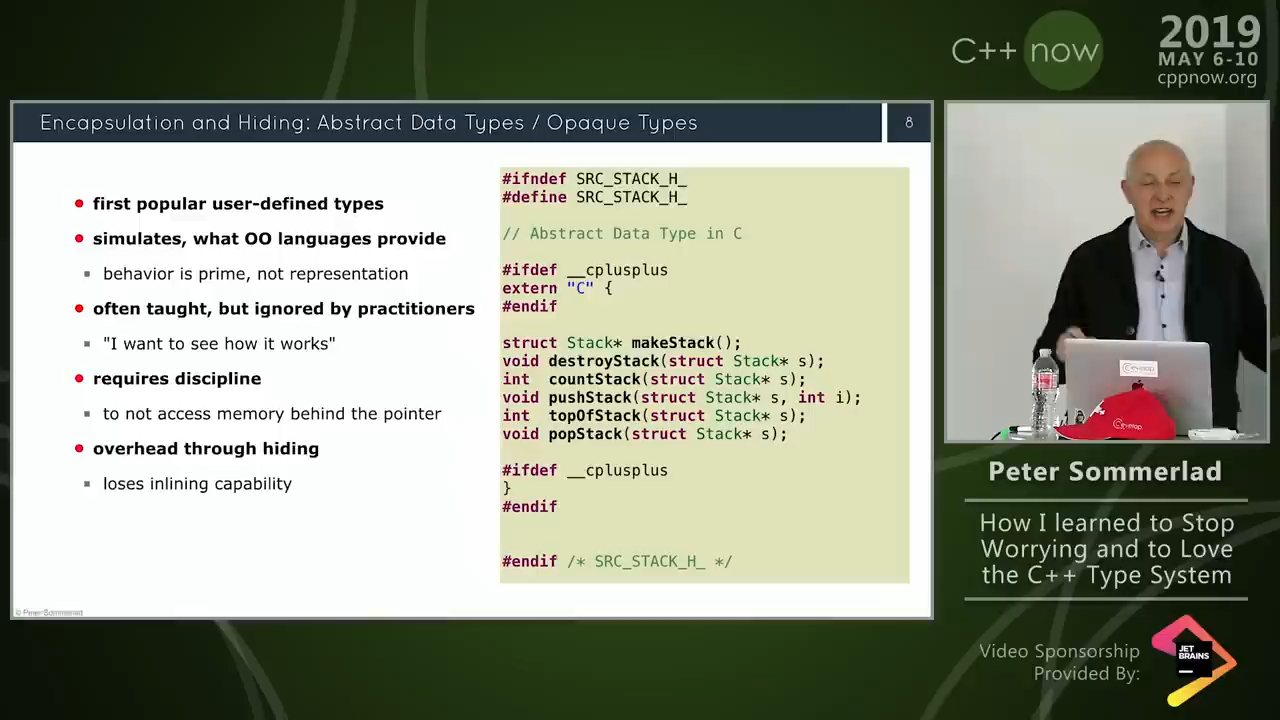 C++ now
2019
MAY 6-10
cppnow.org
Encapsulation and Hiding: Abstract Data Types / Opaque Types
8
first popular user-defined types
simulates, what OO languages provide
behavior is prime, not representation
often taught, but ignored by practitioners
"I want to see how it works"
requires discipline
to not access memory behind the pointer
overhead through hiding
loses inlining capability
#ifndef SRC_STACK_H_
#define SRC_STACK_H_
// Abstract Data Type in C
#ifdef __cplusplus
extern "C" {
#endif
struct Stack* makeStack();
void destroyStack(struct Stack* s);
int  countStack(struct Stack* s);
void pushStack(struct Stack* s, int i);
int  topOfStack(struct Stack* s);
void popStack(struct Stack* s);
#ifdef __cplusplus
}
#endif
#endif /* SRC_STACK_H_ */
© Peter Sommerlad
Peter Sommerlad
How I learned to Stop
Worrying and to Love
the C++ Type System
Video Sponsorship
Provided By:
JET
BRAINS